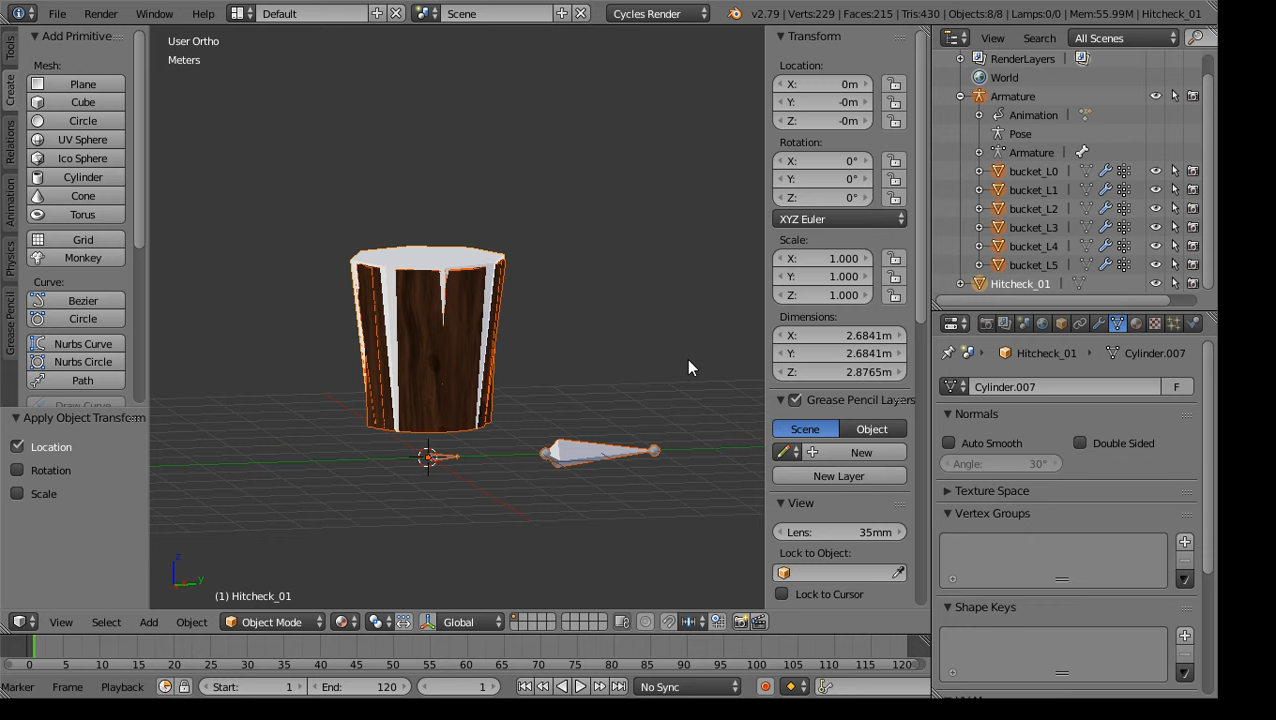 File Render Window Help Default Scene Cycles Render v2.79 | Verts:229 | Faces:215 | Tris:430 | Objects:8/8 | Lamps:0/0 | Mem:55.99M | Hitcheck_01
Tools
Create
Relations
Animation
Physics
Grease Pencil
Add Primitive
Mesh:
Plane
Cube
Circle
UV Sphere
Ico Sphere
Cylinder
Cone
Torus
Grid
Monkey
Curve:
Bezier
Circle
Nurbs Curve
Nurbs Circle
Path
Draw Curve
Apply Object Transform
Location
Rotation
Scale
User Ortho
Meters
z
y
(1) Hitcheck_01
Transform
Location:
X: 0m
Y: -0m
Z: -0m
Rotation:
X: 0°
Y: 0°
Z: 0°
XYZ Euler
Scale:
X: 1.000
Y: 1.000
Z: 1.000
Dimensions:
X: 2.6841m
Y: 2.6841m
Z: 2.8765m
Grease Pencil Layers
Scene Object
New
New Layer
View
Lens: 35mm
Lock to Object:
Lock to Cursor
View Search All Scenes
RenderLayers
World
Armature
Animation
Pose
Armature
bucket_L0
bucket_L1
bucket_L2
bucket_L3
bucket_L4
bucket_L5
Hitcheck_01
Hitcheck_01 Cylinder.007
Cylinder.007 F
Normals
Auto Smooth Double Sided
Angle: 30°
Texture Space
Vertex Groups
Shape Keys
View Select Add Object Object Mode Global
0 5 10 15 20 25 30 35 40 45 50 55 60 65 70 75 80 85 90 95 100 105 110 115 120
Marker Frame Playback Start: 1 End: 120 1 No Sync